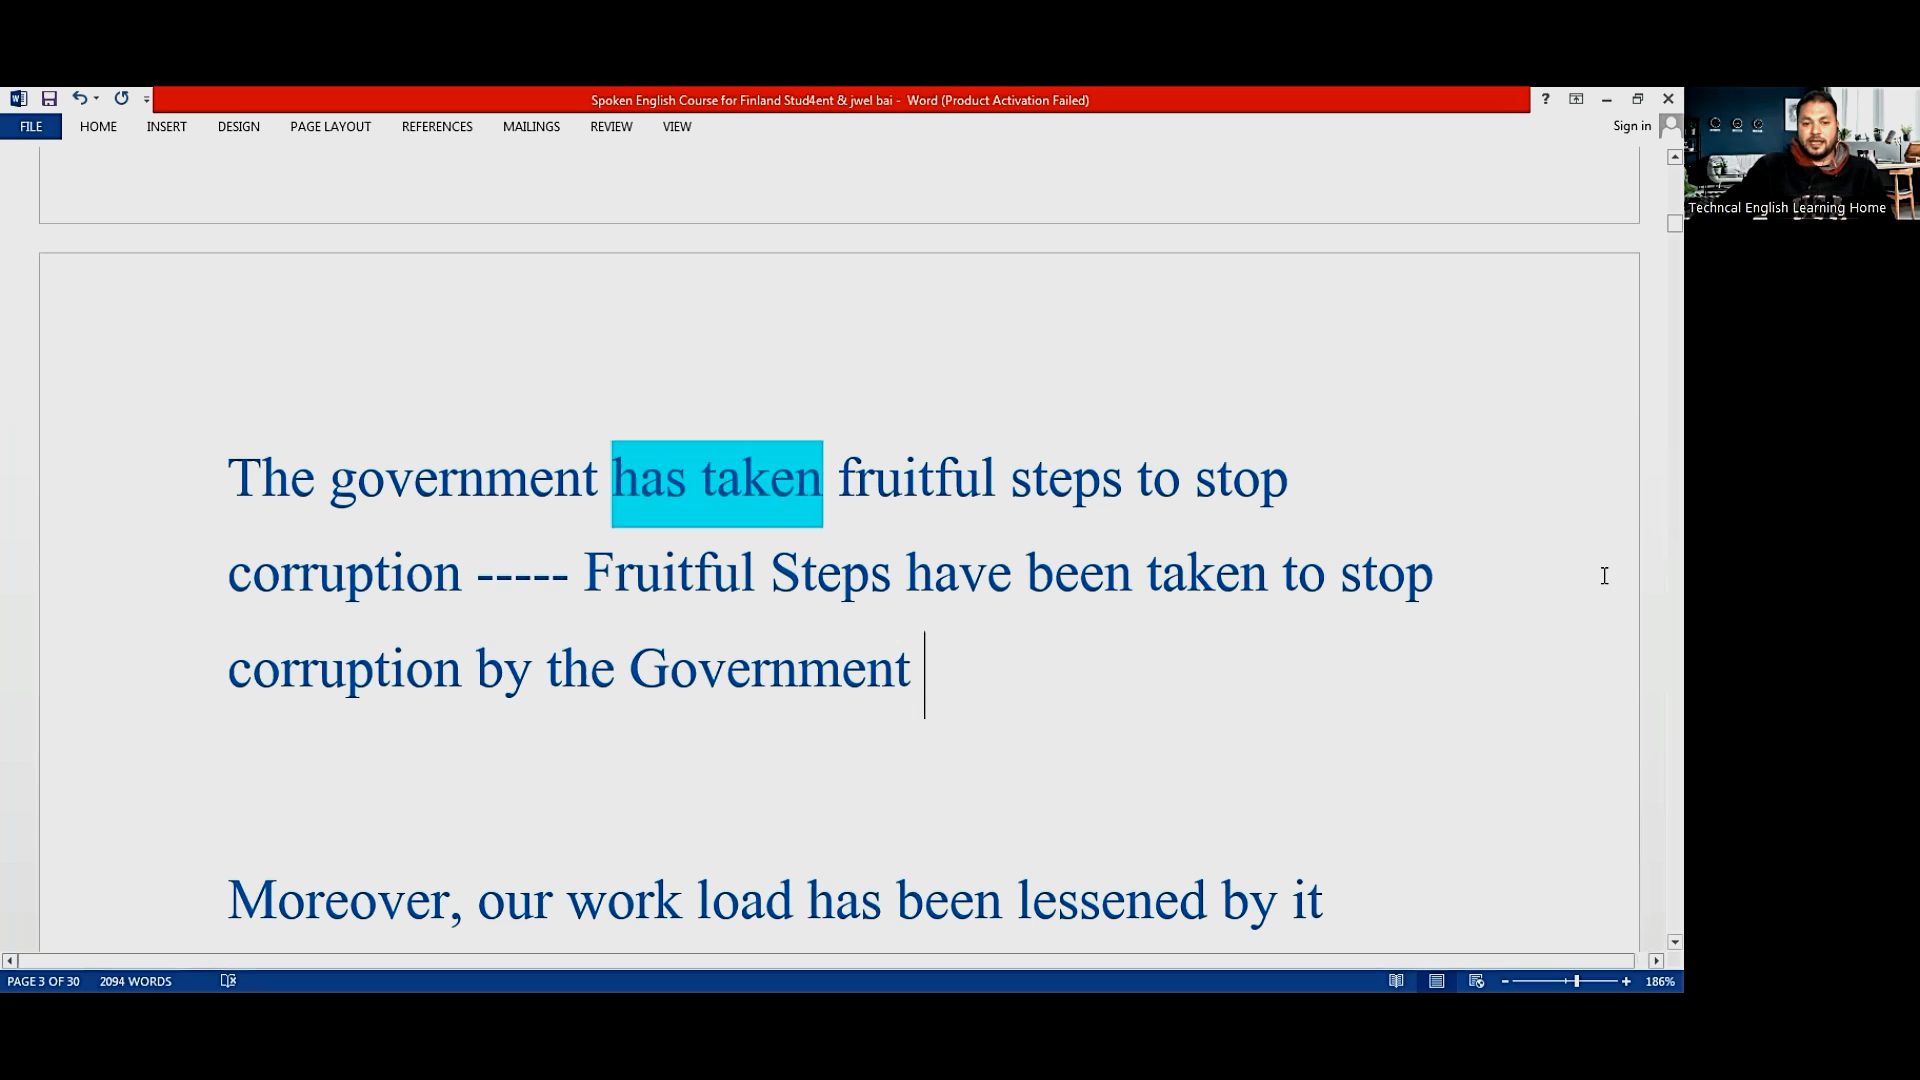 Spoken English Course for Finland Stud4ent & jwel bai - Word (Product Activation Failed)
?
FILE HOME INSERT DESIGN PAGE LAYOUT REFERENCES MAILINGS REVIEW VIEW
Sign in
Techncal English Learning Home
The government has taken fruitful steps to stop
corruption ----- Fruitful Steps have been taken to stop
corruption by the Government
Moreover, our work load has been lessened by it
PAGE 3 OF 30 2094 WORDS
186%